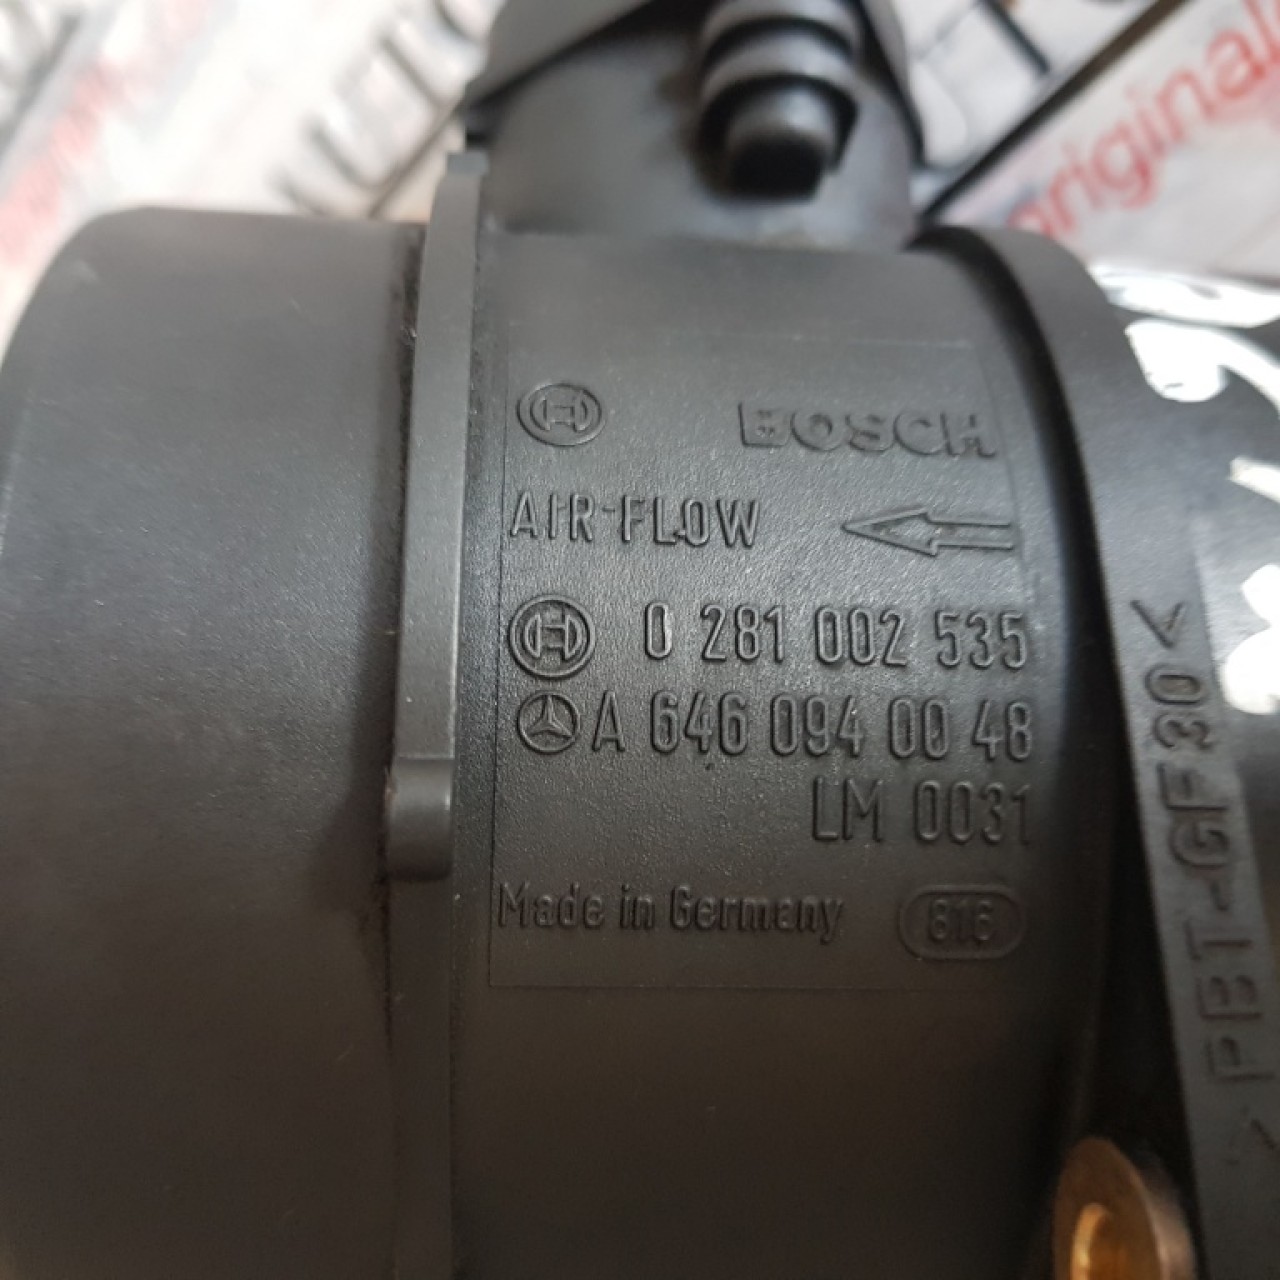 originale
BOSCH
AIR FLOW
0 281 002 535
A 646 094 00 48
LM 0031
Made in Germany 816
>PBT-GF30<